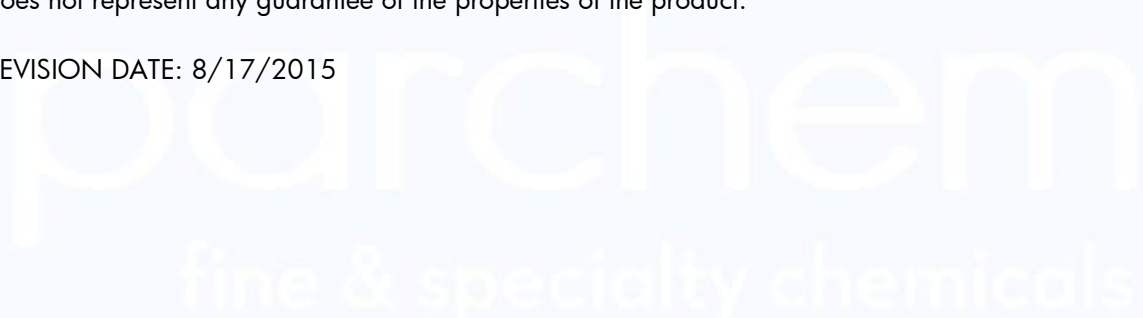 oes not represent any guarantee of the properties of the product.
EVISION DATE: 8/17/2015
parchem
fine & specialty chemicals